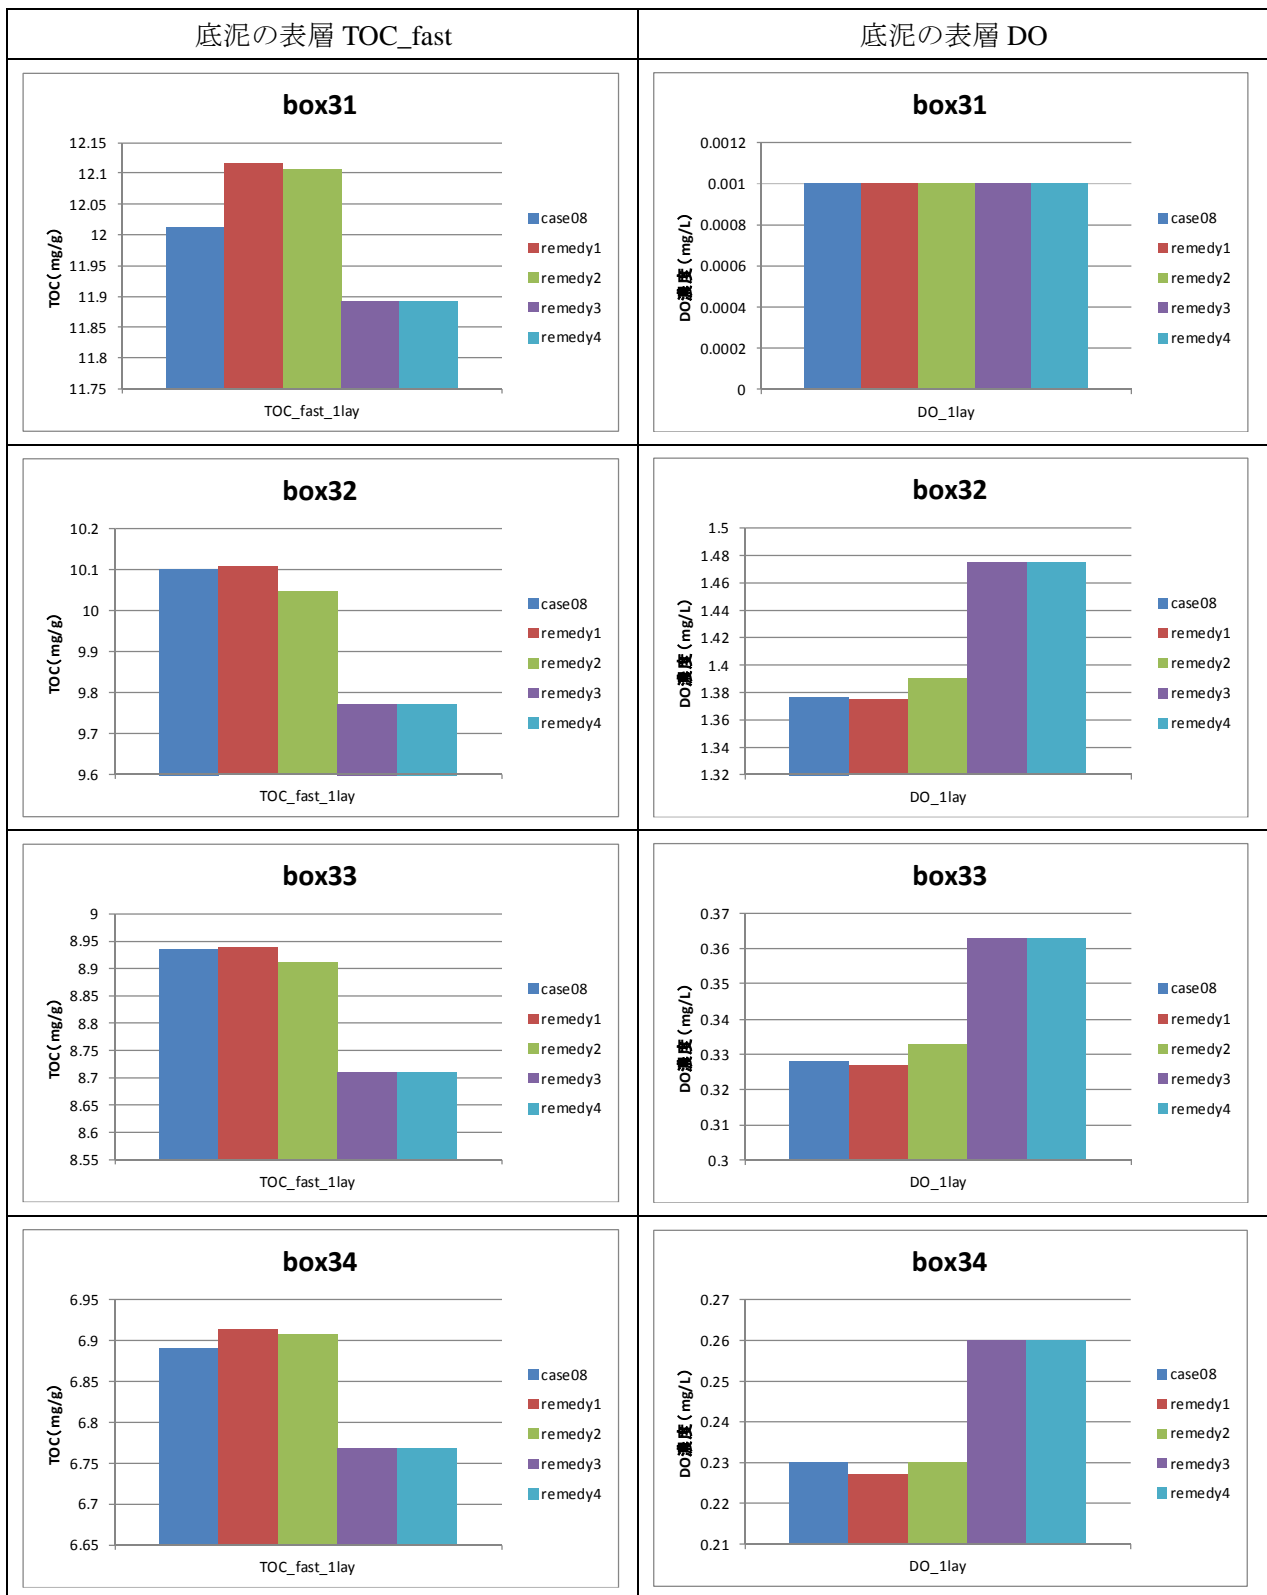 底泥の表層 TOC_fast
底泥の表層 DO
box31
12.15
12.1
12.05
12
11.95
11.9
11.85
11.8
11.75
TOC(mg/g)
TOC_fast_1lay
case08
remedy1
remedy2
remedy3
remedy4
box31
0.0012
0.001
0.0008
0.0006
0.0004
0.0002
0
DO濃度(mg/L)
DO_1lay
case08
remedy1
remedy2
remedy3
remedy4
box32
10.2
10.1
10
9.9
9.8
9.7
9.6
TOC(mg/g)
TOC_fast_1lay
case08
remedy1
remedy2
remedy3
remedy4
box32
1.5
1.48
1.46
1.44
1.42
1.4
1.38
1.36
1.34
1.32
DO濃度(mg/L)
DO_1lay
case08
remedy1
remedy2
remedy3
remedy4
box33
9
8.95
8.9
8.85
8.8
8.75
8.7
8.65
8.6
8.55
TOC(mg/g)
TOC_fast_1lay
case08
remedy1
remedy2
remedy3
remedy4
box33
0.37
0.36
0.35
0.34
0.33
0.32
0.31
0.3
DO濃度(mg/L)
DO_1lay
case08
remedy1
remedy2
remedy3
remedy4
box34
6.95
6.9
6.85
6.8
6.75
6.7
6.65
TOC(mg/g)
TOC_fast_1lay
case08
remedy1
remedy2
remedy3
remedy4
box34
0.27
0.26
0.25
0.24
0.23
0.22
0.21
DO濃度(mg/L)
DO_1lay
case08
remedy1
remedy2
remedy3
remedy4